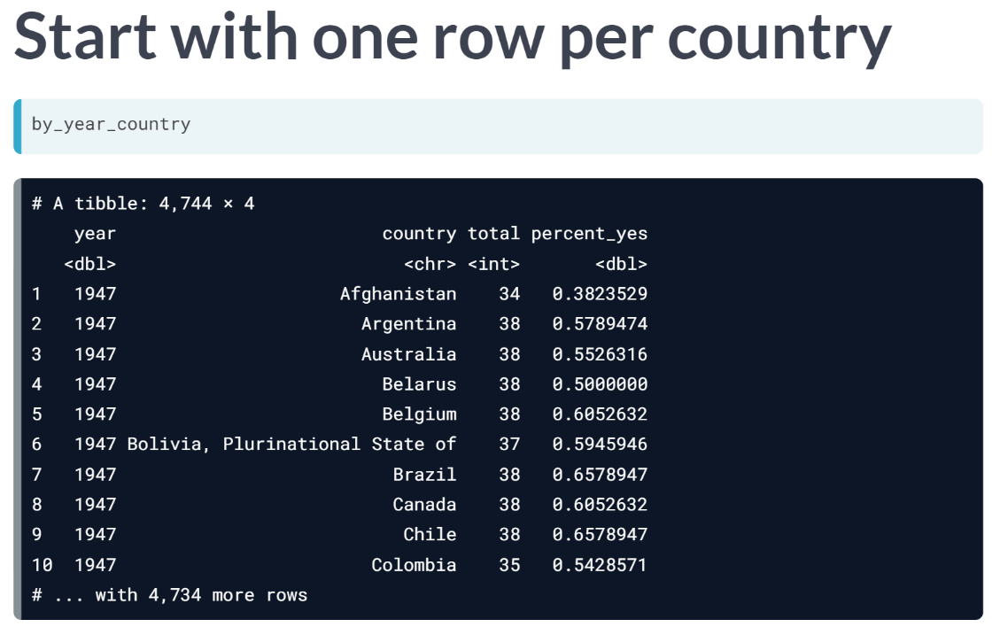 Start with one row per country
by_year_country
# A tibble: 4,744 × 4
year country total percent_yes
<dbl> <chr> <int> <dbl>
1 1947 Afghanistan 34 0.3823529
2 1947 Argentina 38 0.5789474
3 1947 Australia 38 0.5526316
4 1947 Belarus 38 0.5000000
5 1947 Belgium 38 0.6052632
6 1947 Bolivia, Plurinational State of 37 0.5945946
7 1947 Brazil 38 0.6578947
8 1947 Canada 38 0.6052632
9 1947 Chile 38 0.6578947
10 1947 Colombia 35 0.5428571
# ... with 4,734 more rows